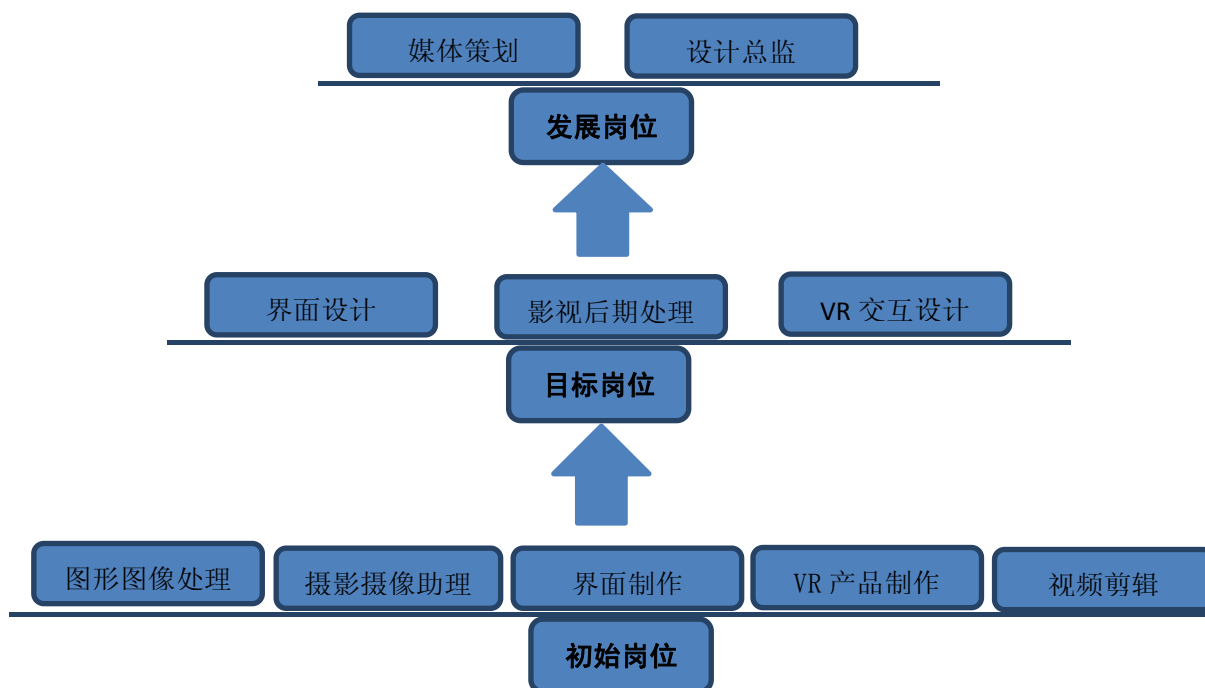 媒体策划
设计总监
发展岗位
界面设计
影视后期处理
VR 交互设计
目标岗位
图形图像处理
摄影摄像助理
界面制作
VR 产品制作
视频剪辑
初始岗位